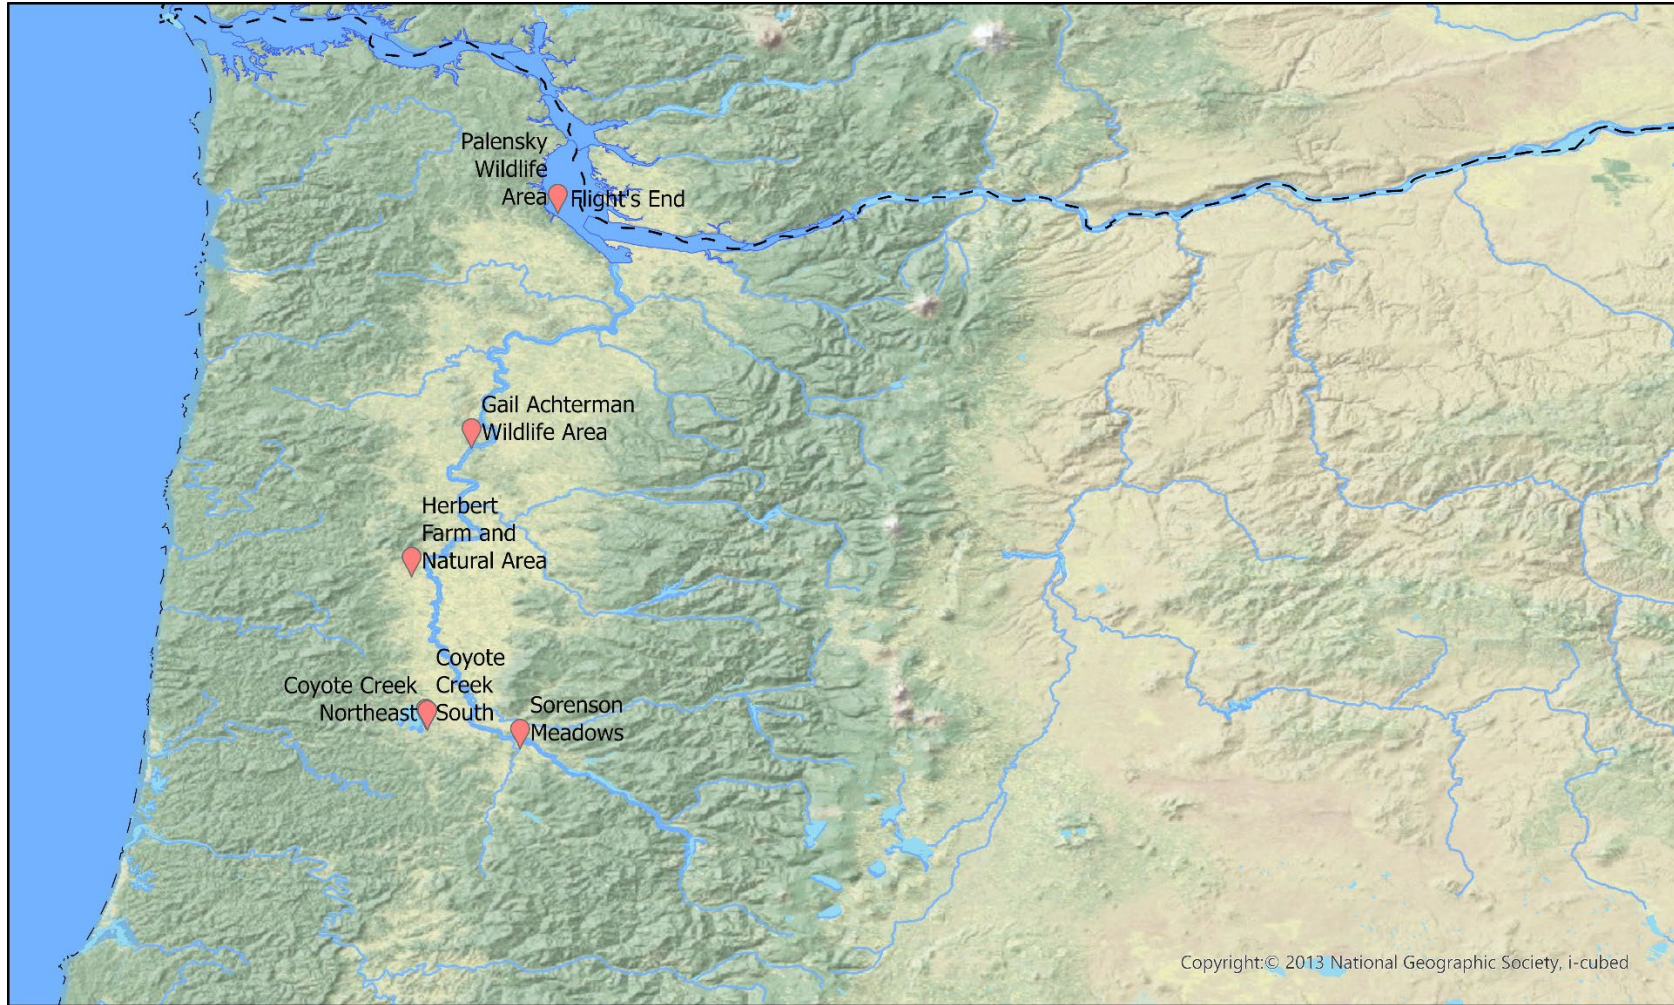 Palensky
Wildlife
Area
Flight's End
Gail Achterman
Wildlife Area
Herbert
Farm and
Natural Area
Coyote Creek
Northeast
Coyote
Creek
South
Sorenson
Meadows
Copyright:© 2013 National Geographic Society, i-cubed